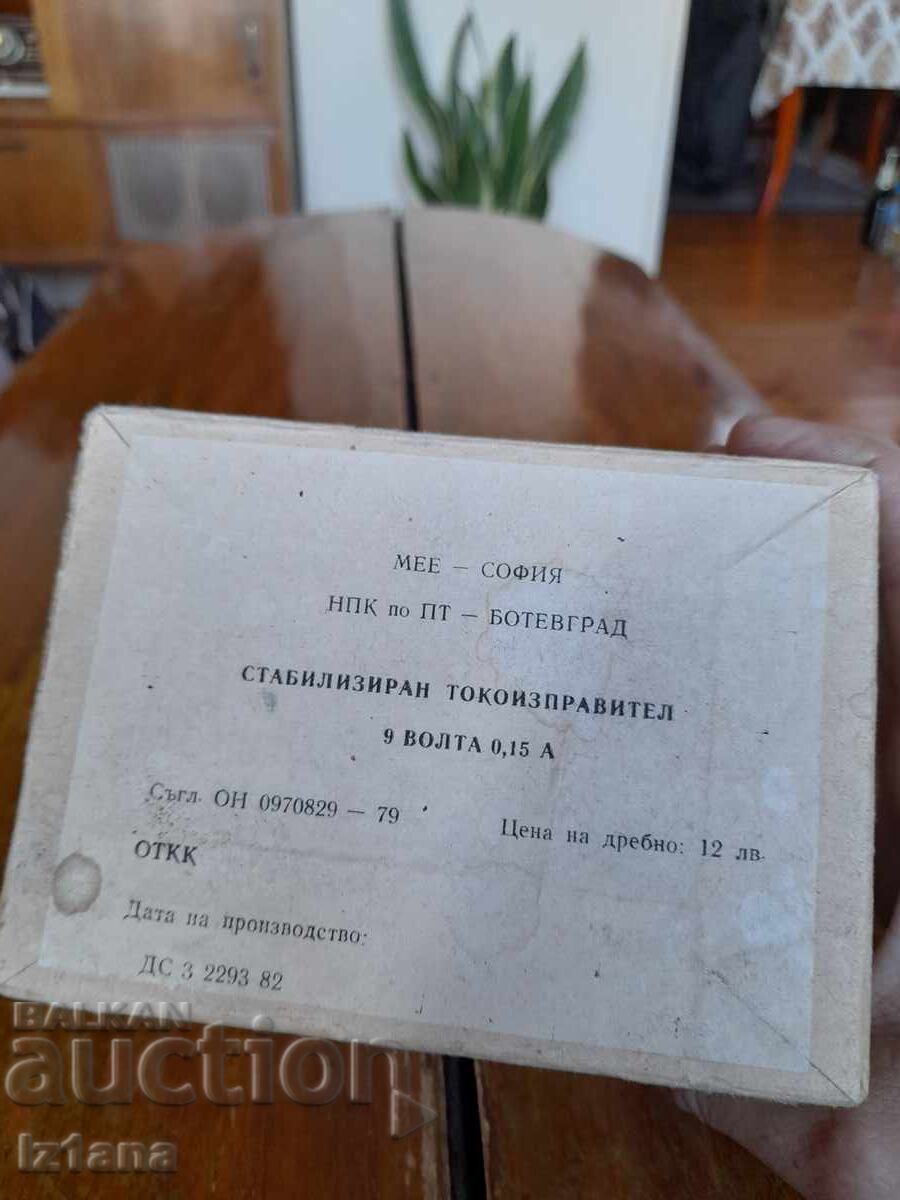 МЕЕ — СОФИЯ
НПК по ПТ — БОТЕВГРАД
СТАБИЛИЗИРАН ТОКОИЗПРАВИТЕЛ
9 ВОЛТА 0,15 А
Съгл. ОН 0970829 — 79
Цена на дребно: 12 лв.
ОТКК
Дата на производство:
ДС 3 2293 82
BALKAN
auction
Iz1ana